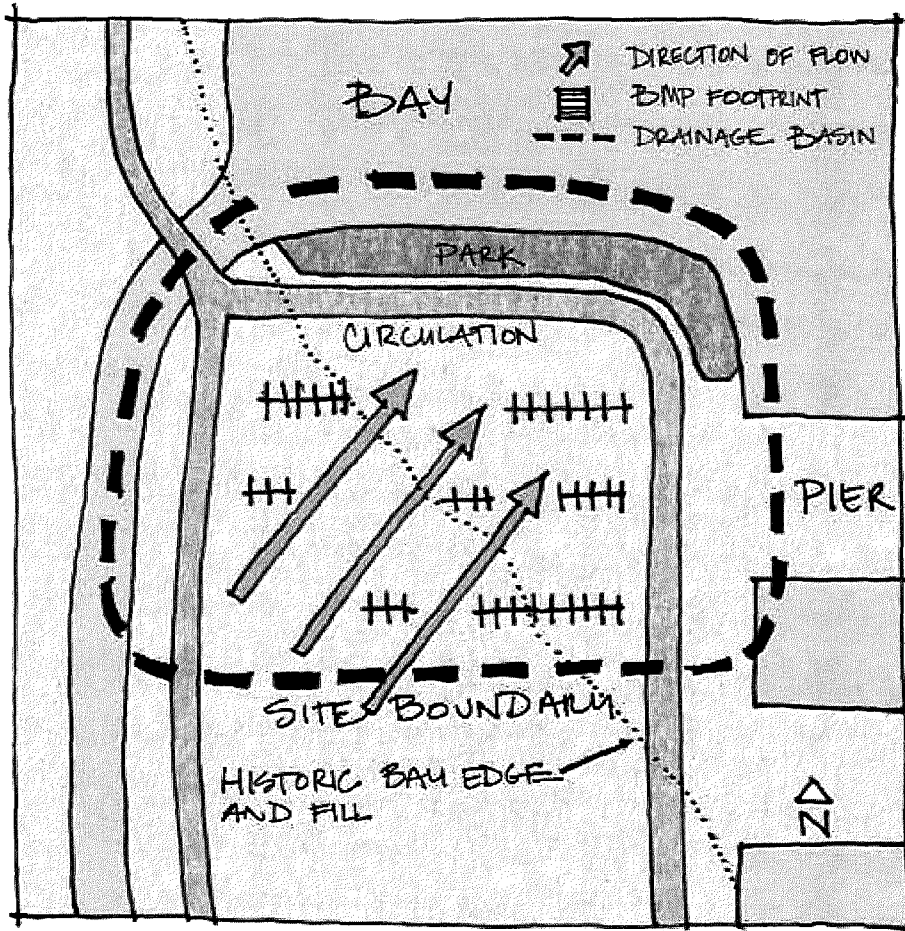 DIRECTION OF FLOW
BAY
BMP FOOTPRINT
DRAINAGE BASIN
PARK
CIRCULATION
PIER
SITE BOUNDARY
HISTORIC BAY EDGE
AND FILL
N